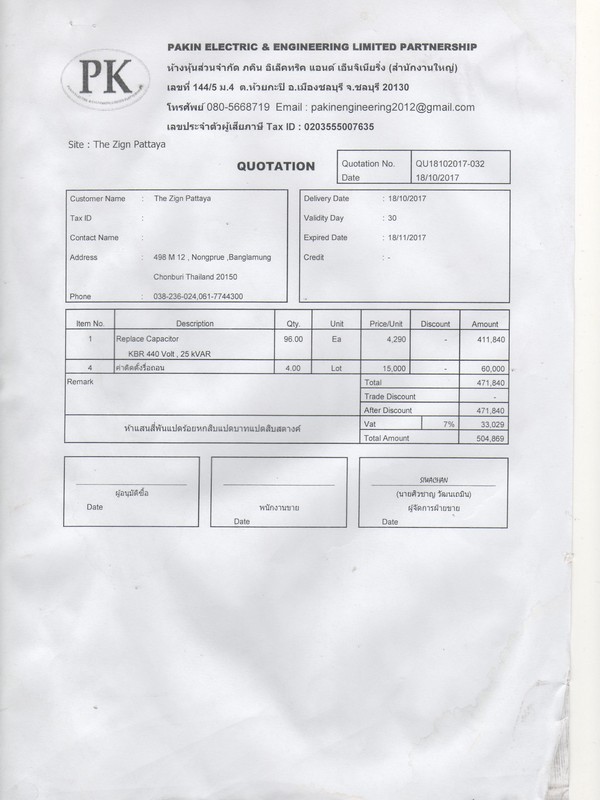 PK
PAKIN ELECTRIC & ENGINEERING LIMITED PARTNERSHIP
ห้างหุ้นส่วนจำกัด ภคิน อีเล็คทริค แอนด์ เอ็นจิเนียริ่ง (สำนักงานใหญ่)
เลขที่ 144/5 ม.4 ต.ห้วยกะปิ อ.เมืองชลบุรี จ.ชลบุรี 20130
โทรศัพย์ 080-5668719 Email : pakinengineering2012@gmail.com
เลขประจำตัวผู้เสียภาษี Tax ID : 0203555007635
Site : The Zign Pattaya
QUOTATION
Quotation No. QU18102017-032
Date 18/10/2017
Customer Name : The Zign Pattaya
Tax ID :
Contact Name :
Address : 498 M 12 , Nongprue ,Banglamung
Chonburi Thailand 20150
Phone : 038-236-024,061-7744300
Delivery Date : 18/10/2017
Validity Day : 30
Expired Date : 18/11/2017
Credit : -
Item No. Description Qty. Unit Price/Unit Discount Amount
1 Replace Capacitor 96.00 Ea 4,290 - 411,840
KBR 440 Volt , 25 kVAR
4 ค่าติดตั้งรื่อถอน 4.00 Lot 15,000 - 60,000
Remark
Total 471,840
Trade Discount -
After Discount 471,840
Vat 7% 33,029
Total Amount 504,869
ห้าแสนสี่พันแปดร้อยหกสิบแปดบาทแปดสิบสตางค์
ผู้อนุมัติซื้อ
Date
พนักงานขาย
Date
SIWACHAN
(นายศิวชาญ วัฒนเถมิน)
ผู้จัดการฝ่ายขาย
Date